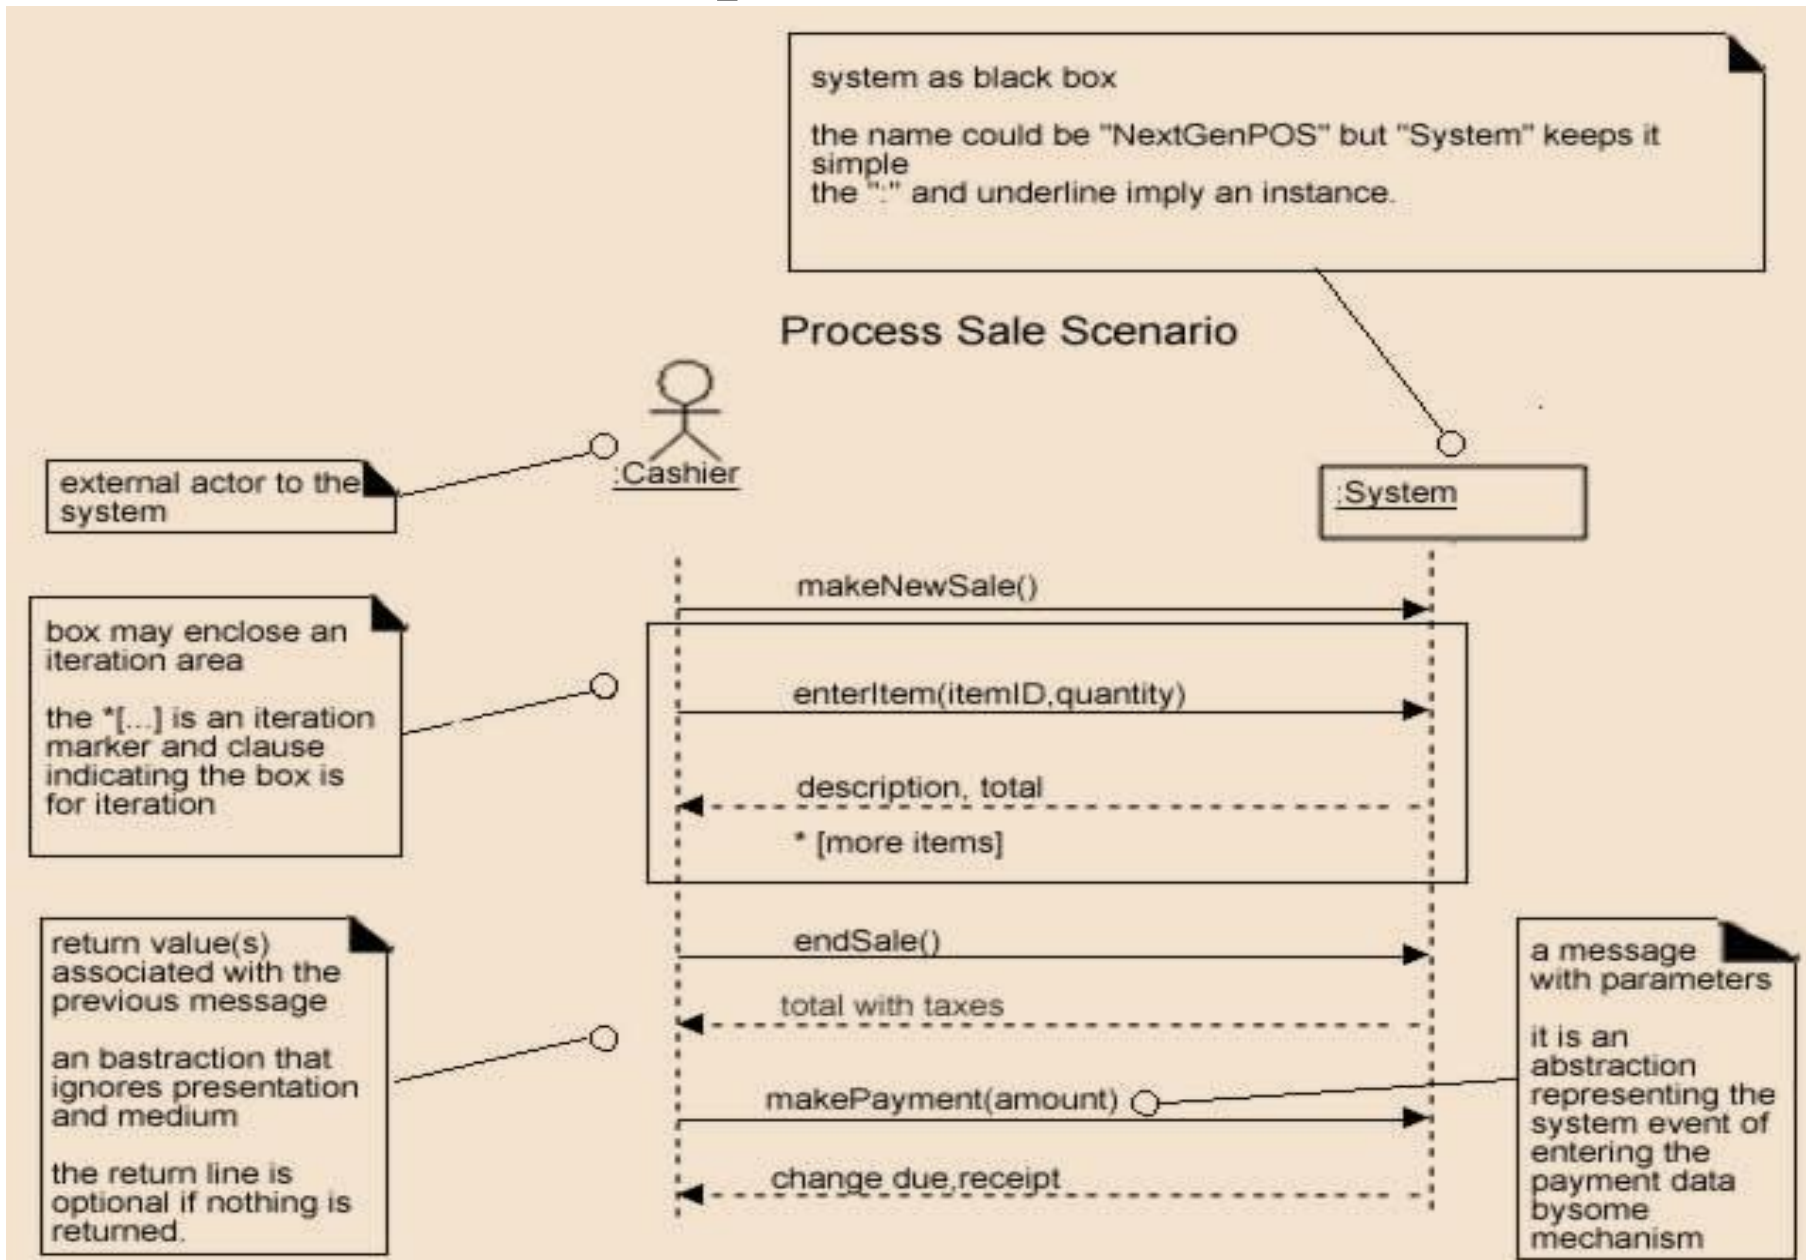 system as black box
the name could be "NextGenPOS" but "System" keeps it
simple
the ":" and underline imply an instance.
Process Sale Scenario
external actor to the
system
:Cashier
:System
makeNewSale()
box may enclose an
iteration area
the *[...] is an iteration
marker and clause
indicating the box is
for iteration
enterItem(itemID,quantity)
description, total
* [more items]
return value(s)
associated with the
previous message
an bastraction that
ignores presentation
and medium
the return line is
optional if nothing is
returned.
endSale()
total with taxes
makePayment(amount)
change due,receipt
a message
with parameters
it is an
abstraction
representing the
system event of
entering the
payment data
bysome
mechanism